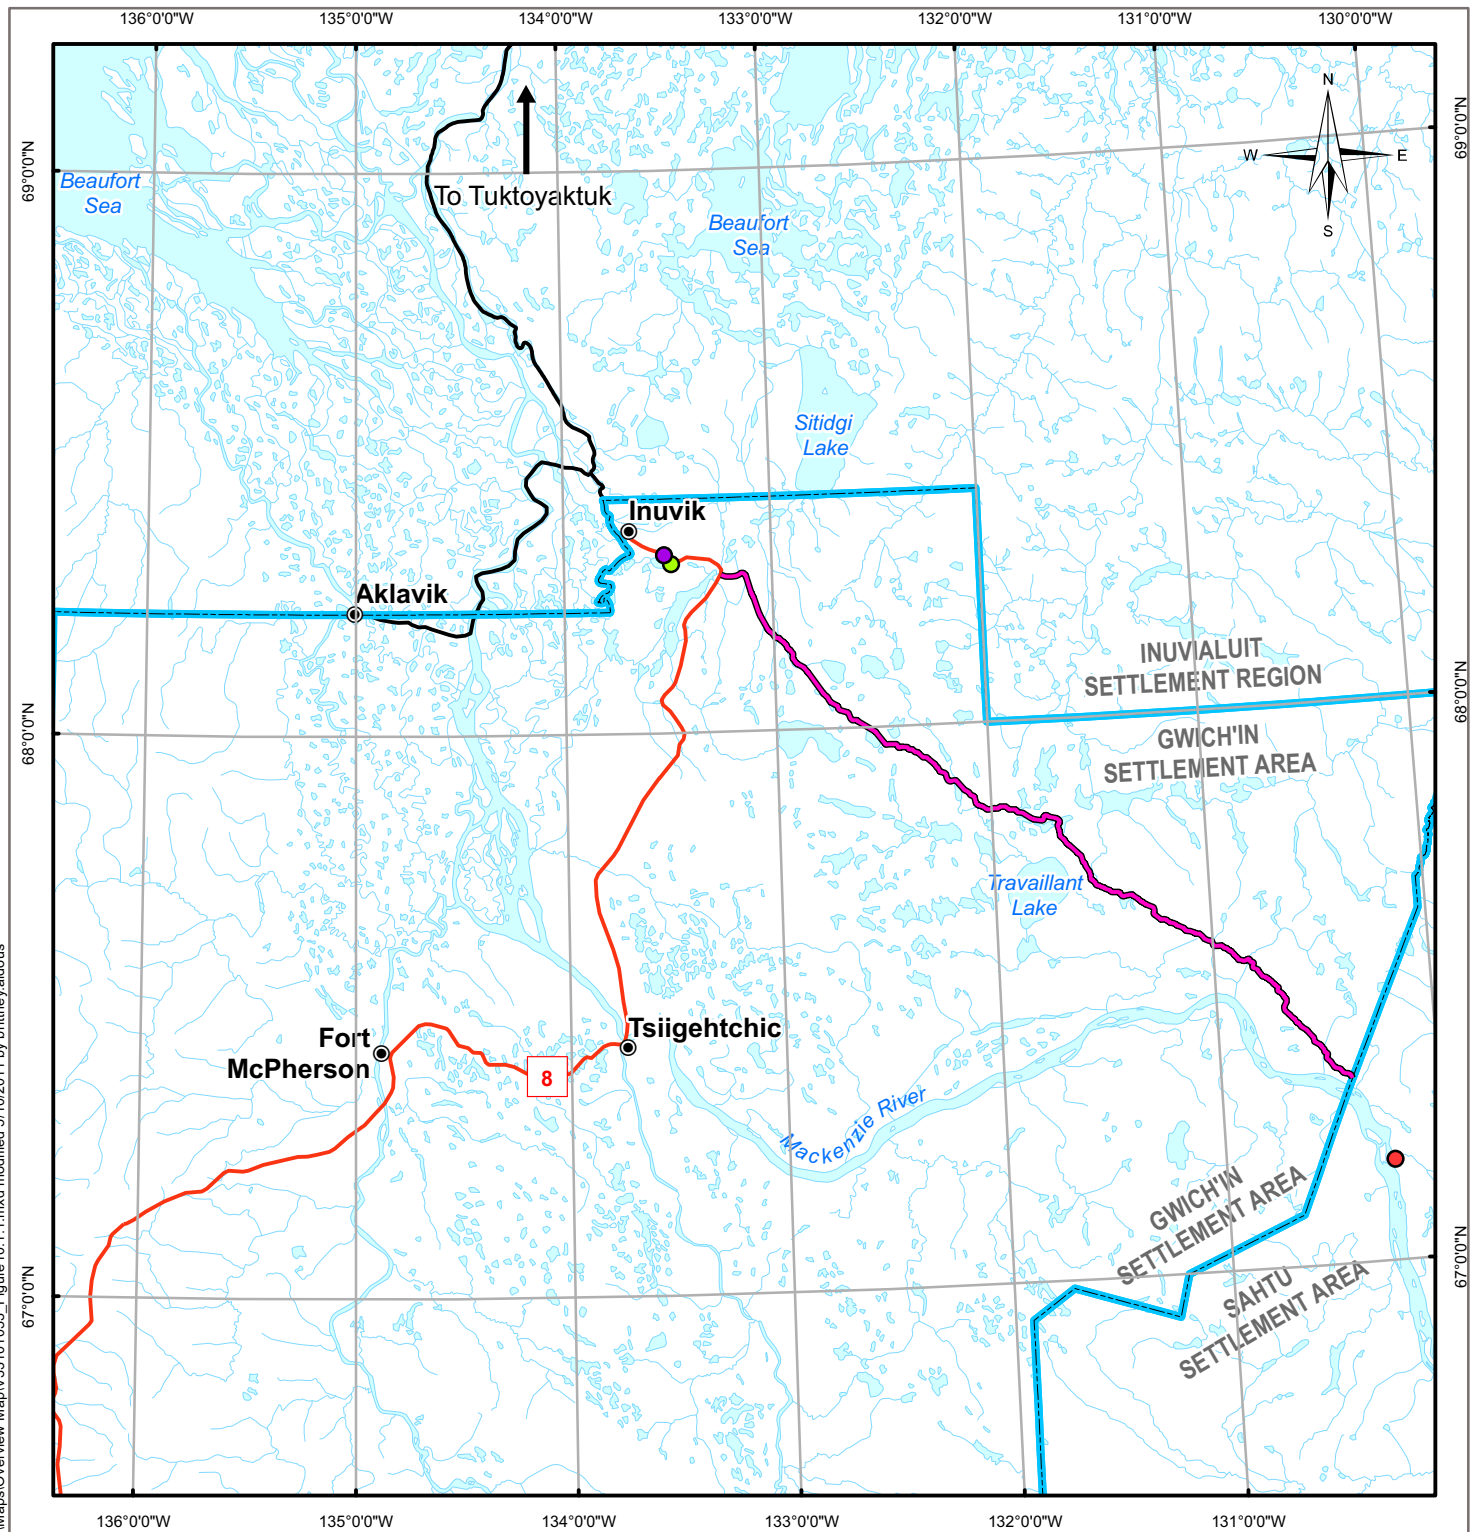 136°0'0"W
135°0'0"W
134°0'0"W
133°0'0"W
132°0'0"W
131°0'0"W
130°0'0"W
69°0'0"N
69°0'0"N
N
W
E
S
Beaufort
Sea
To Tuktoyaktuk
Beaufort
Sea
Sitidgi
Lake
Inuvik
Aklavik
INUVIALUIT
SETTLEMENT REGION
68°0'0"N
68°0'0"N
GWICH'IN
SETTLEMENT AREA
Travaillant
Lake
Fort
McPherson
Tsiigehtchic
8
Mackenzie River
GWICH'IN
SETTLEMENT AREA
SAHTU
SETTLEMENT AREA
67°0'0"N
67°0'0"N
136°0'0"W
135°0'0"W
134°0'0"W
133°0'0"W
132°0'0"W
131°0'0"W